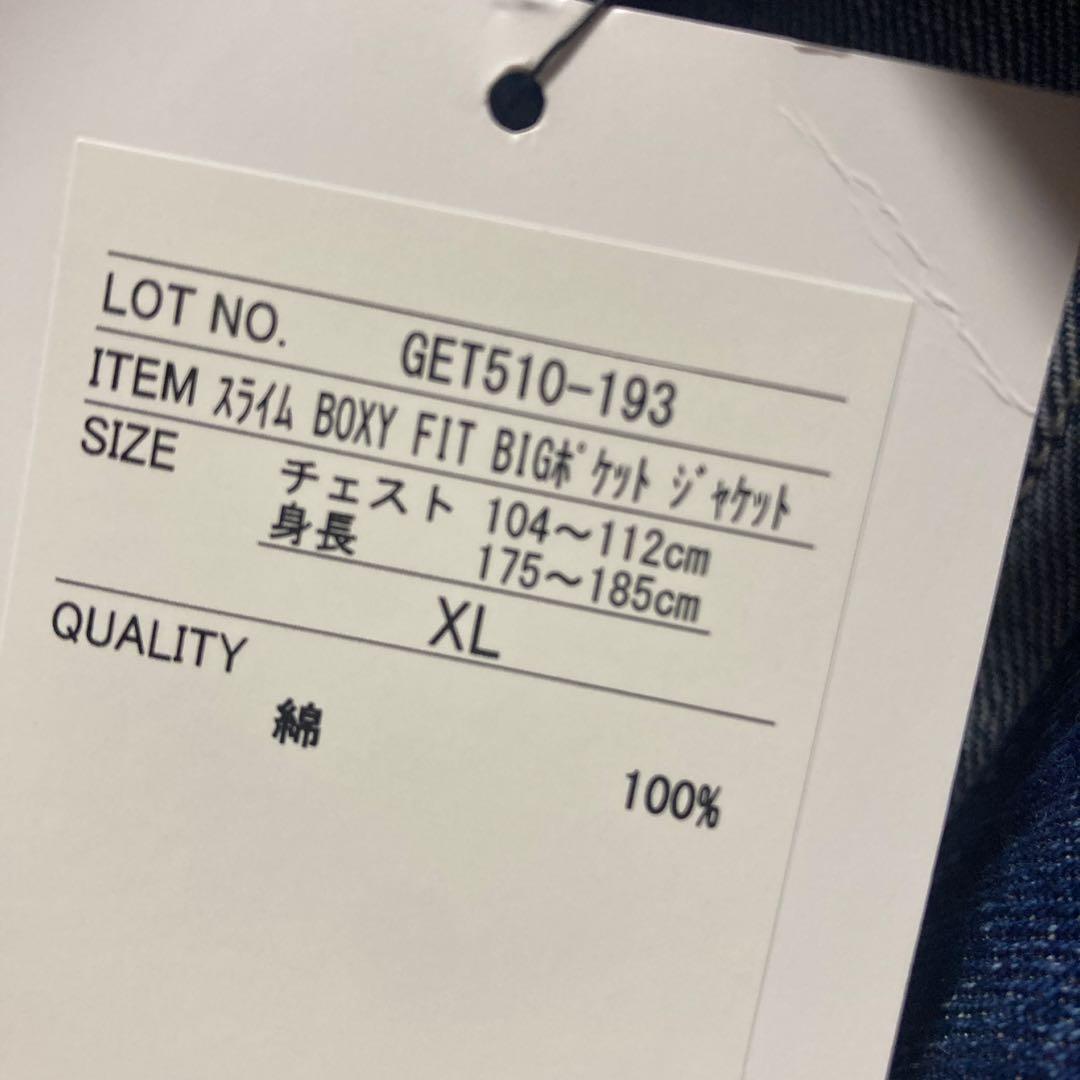 LOT NO. GET510-193
ITEM ｽﾗｲﾑ BOXY FIT BIGﾎﾟｹｯﾄ ｼﾞｬｹｯﾄ
SIZE チェスト 104～112cm
身長 175～185cm
XL
QUALITY
綿 100%